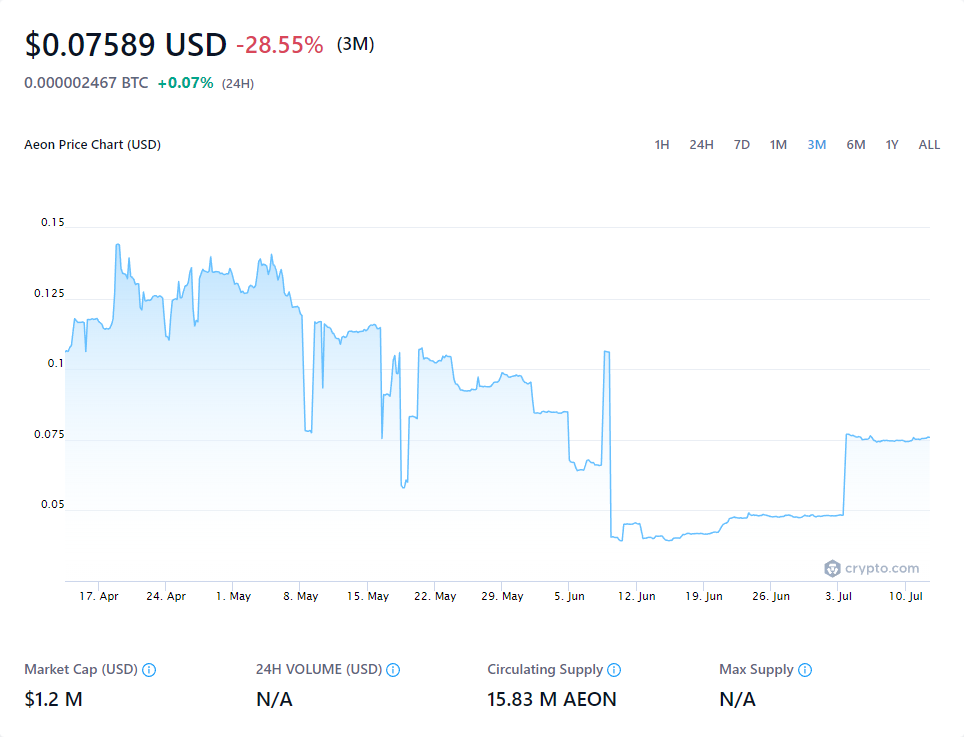 $0.07589 USD -28.55% (3M)
0.000002467 BTC +0.07% (24H)
Aeon Price Chart (USD)
1H 24H 7D 1M 3M 6M 1Y ALL
0.15
0.125
0.1
0.075
0.05
crypto.com
17. Apr 24. Apr 1. May 8. May 15. May 22. May 29. May 5. Jun 12. Jun 19. Jun 26. Jun 3. Jul 10. Jul
Market Cap (USD) 24H VOLUME (USD) Circulating Supply Max Supply
$1.2 M N/A 15.83 M AEON N/A